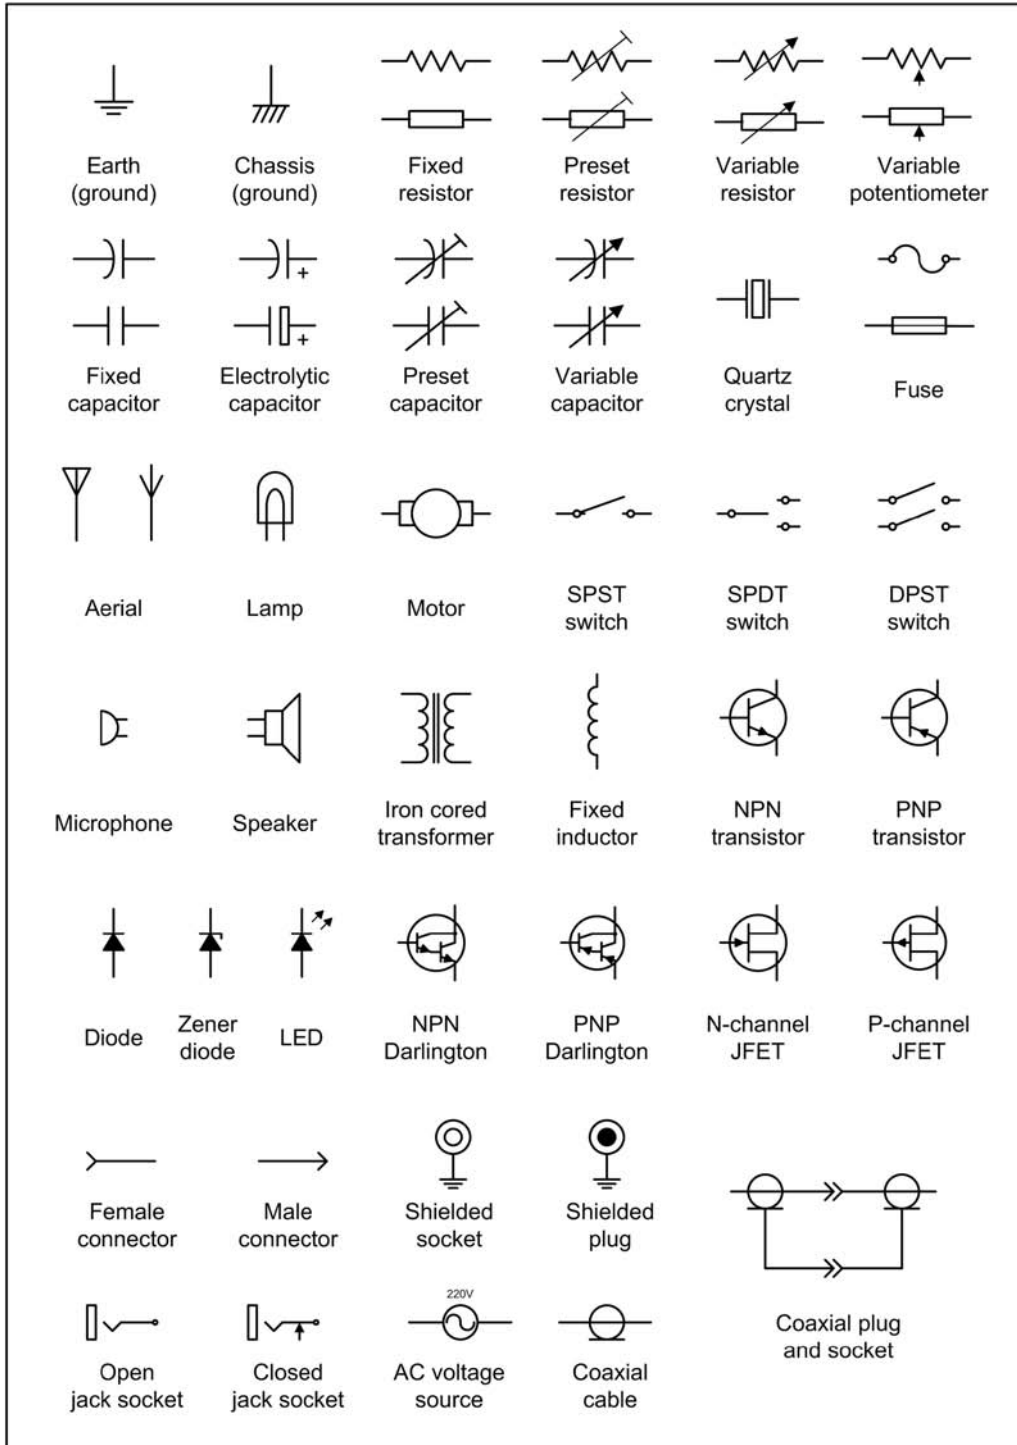 Earth
(ground)
Chassis
(ground)
Fixed
resistor
Preset
resistor
Variable
resistor
Variable
potentiometer
+
+
Fixed
capacitor
Electrolytic
capacitor
Preset
capacitor
Variable
capacitor
Quartz
crystal
Fuse
Aerial
Lamp
Motor
SPST
switch
SPDT
switch
DPST
switch
Microphone
Speaker
Iron cored
transformer
Fixed
inductor
NPN
transistor
PNP
transistor
Diode
Zener
diode
LED
NPN
Darlington
PNP
Darlington
N-channel
JFET
P-channel
JFET
Female
connector
Male
connector
Shielded
socket
Shielded
plug
Coaxial plug
and socket
Open
jack socket
Closed
jack socket
220V
AC voltage
source
Coaxial
cable